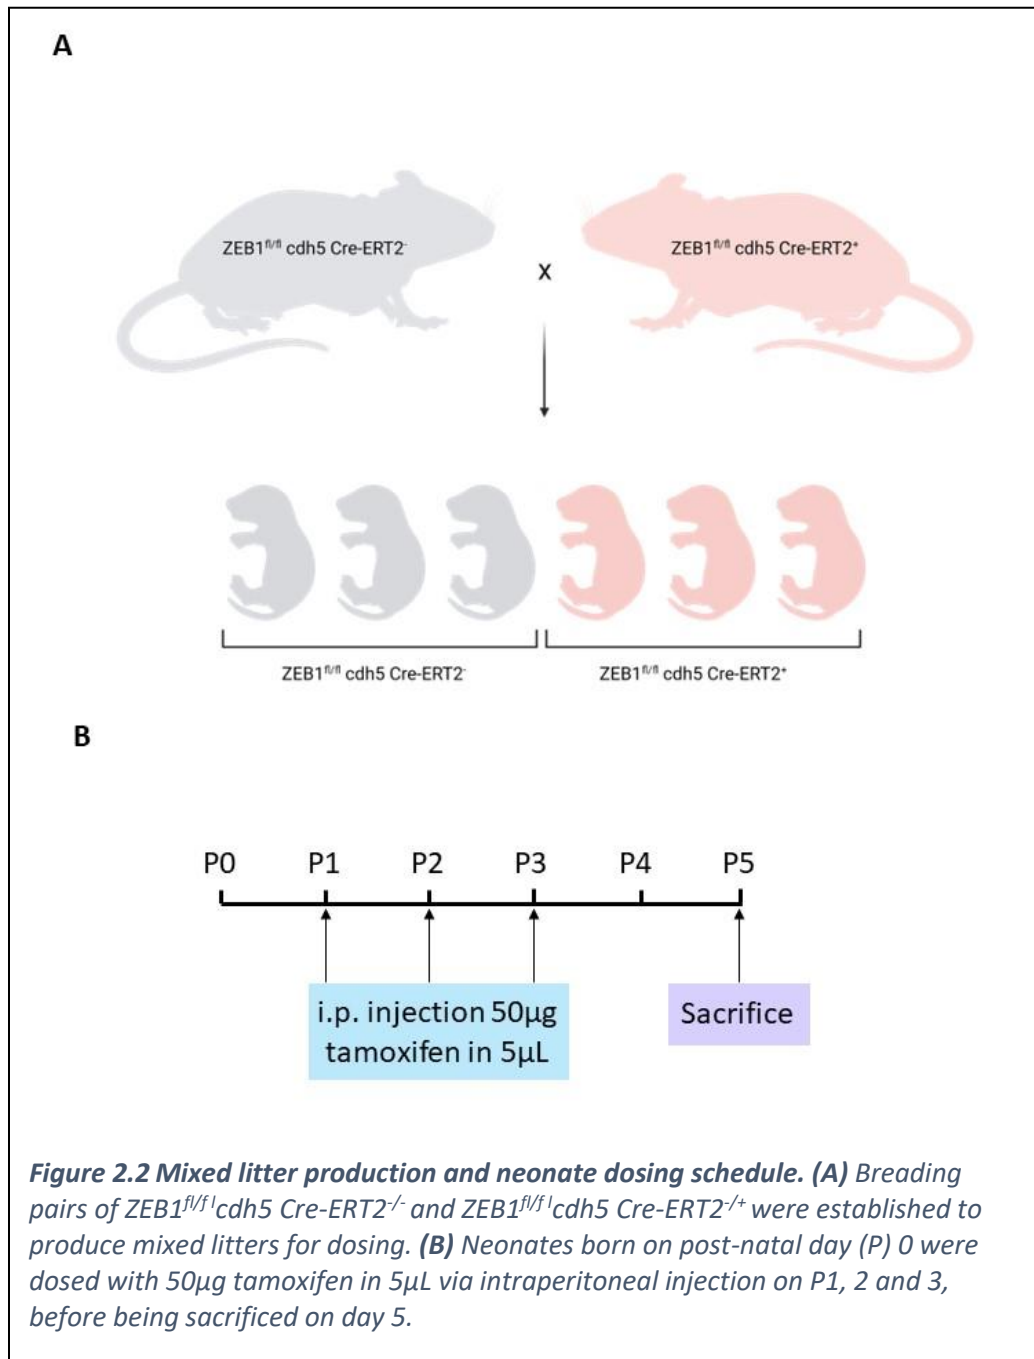 A
ZEB1fl/fl cdh5 Cre-ERT2-
ZEB1fl/fl cdh5 Cre-ERT2+
X
ZEB1fl/fl cdh5 Cre-ERT2-
ZEB1fl/fl cdh5 Cre-ERT2+
B
P0 P1 P2 P3 P4 P5
i.p. injection 50µg
tamoxifen in 5µL
Sacrifice
Figure 2.2 Mixed litter production and neonate dosing schedule. (A) Breading
pairs of ZEB1fl/f l cdh5 Cre-ERT2-/- and ZEB1fl/f l cdh5 Cre-ERT2-/+ were established to
produce mixed litters for dosing. (B) Neonates born on post-natal day (P) 0 were
dosed with 50µg tamoxifen in 5µL via intraperitoneal injection on P1, 2 and 3,
before being sacrificed on day 5.